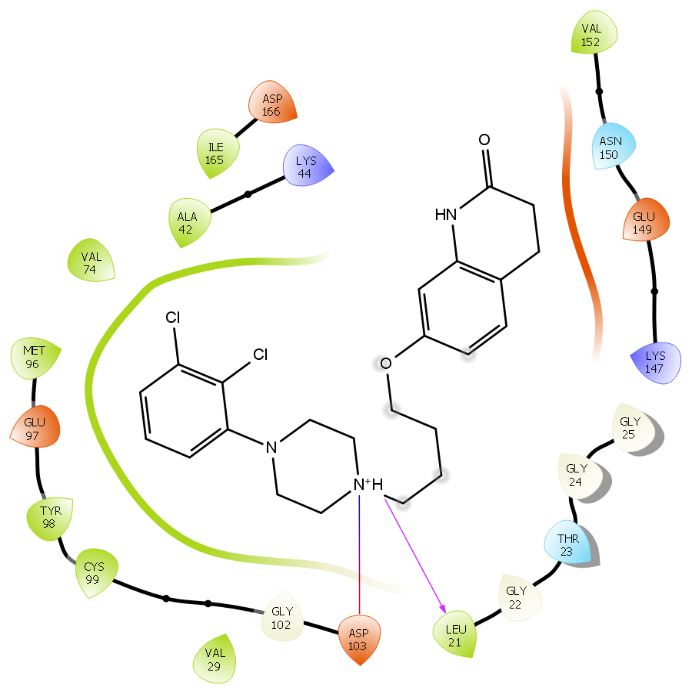 VAL
152
ASP
166
ASN
150
ILE
165
LYS
44
O
ALA
42
HN
GLU
149
VAL
74
Cl
MET
96
Cl
O
LYS
147
GLU
97
GLY
25
N
GLY
24
N+H
TYR
98
THR
23
CYS
99
GLY
22
GLY
102
LEU
21
ASP
103
VAL
29